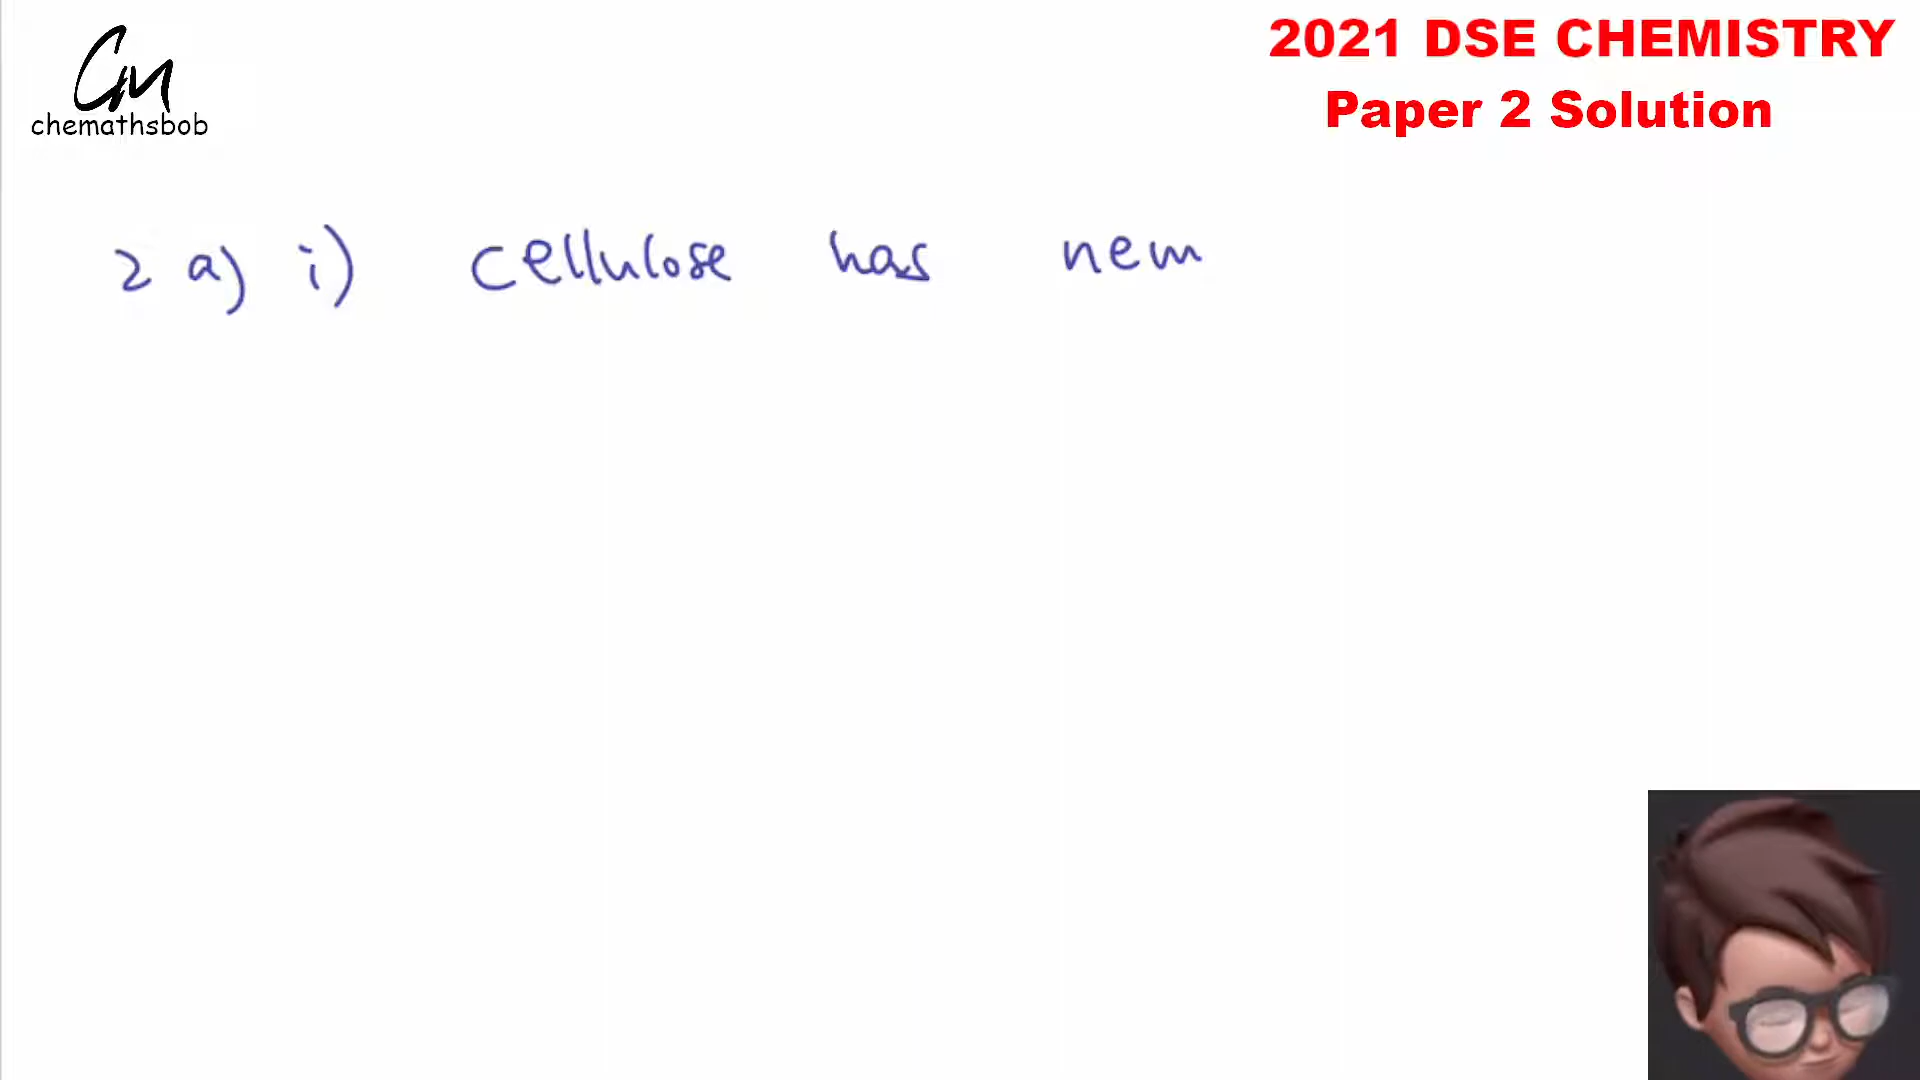 chemathsbob
2021 DSE CHEMISTRY
Paper 2 Solution
2 a) i) cellulose has nem